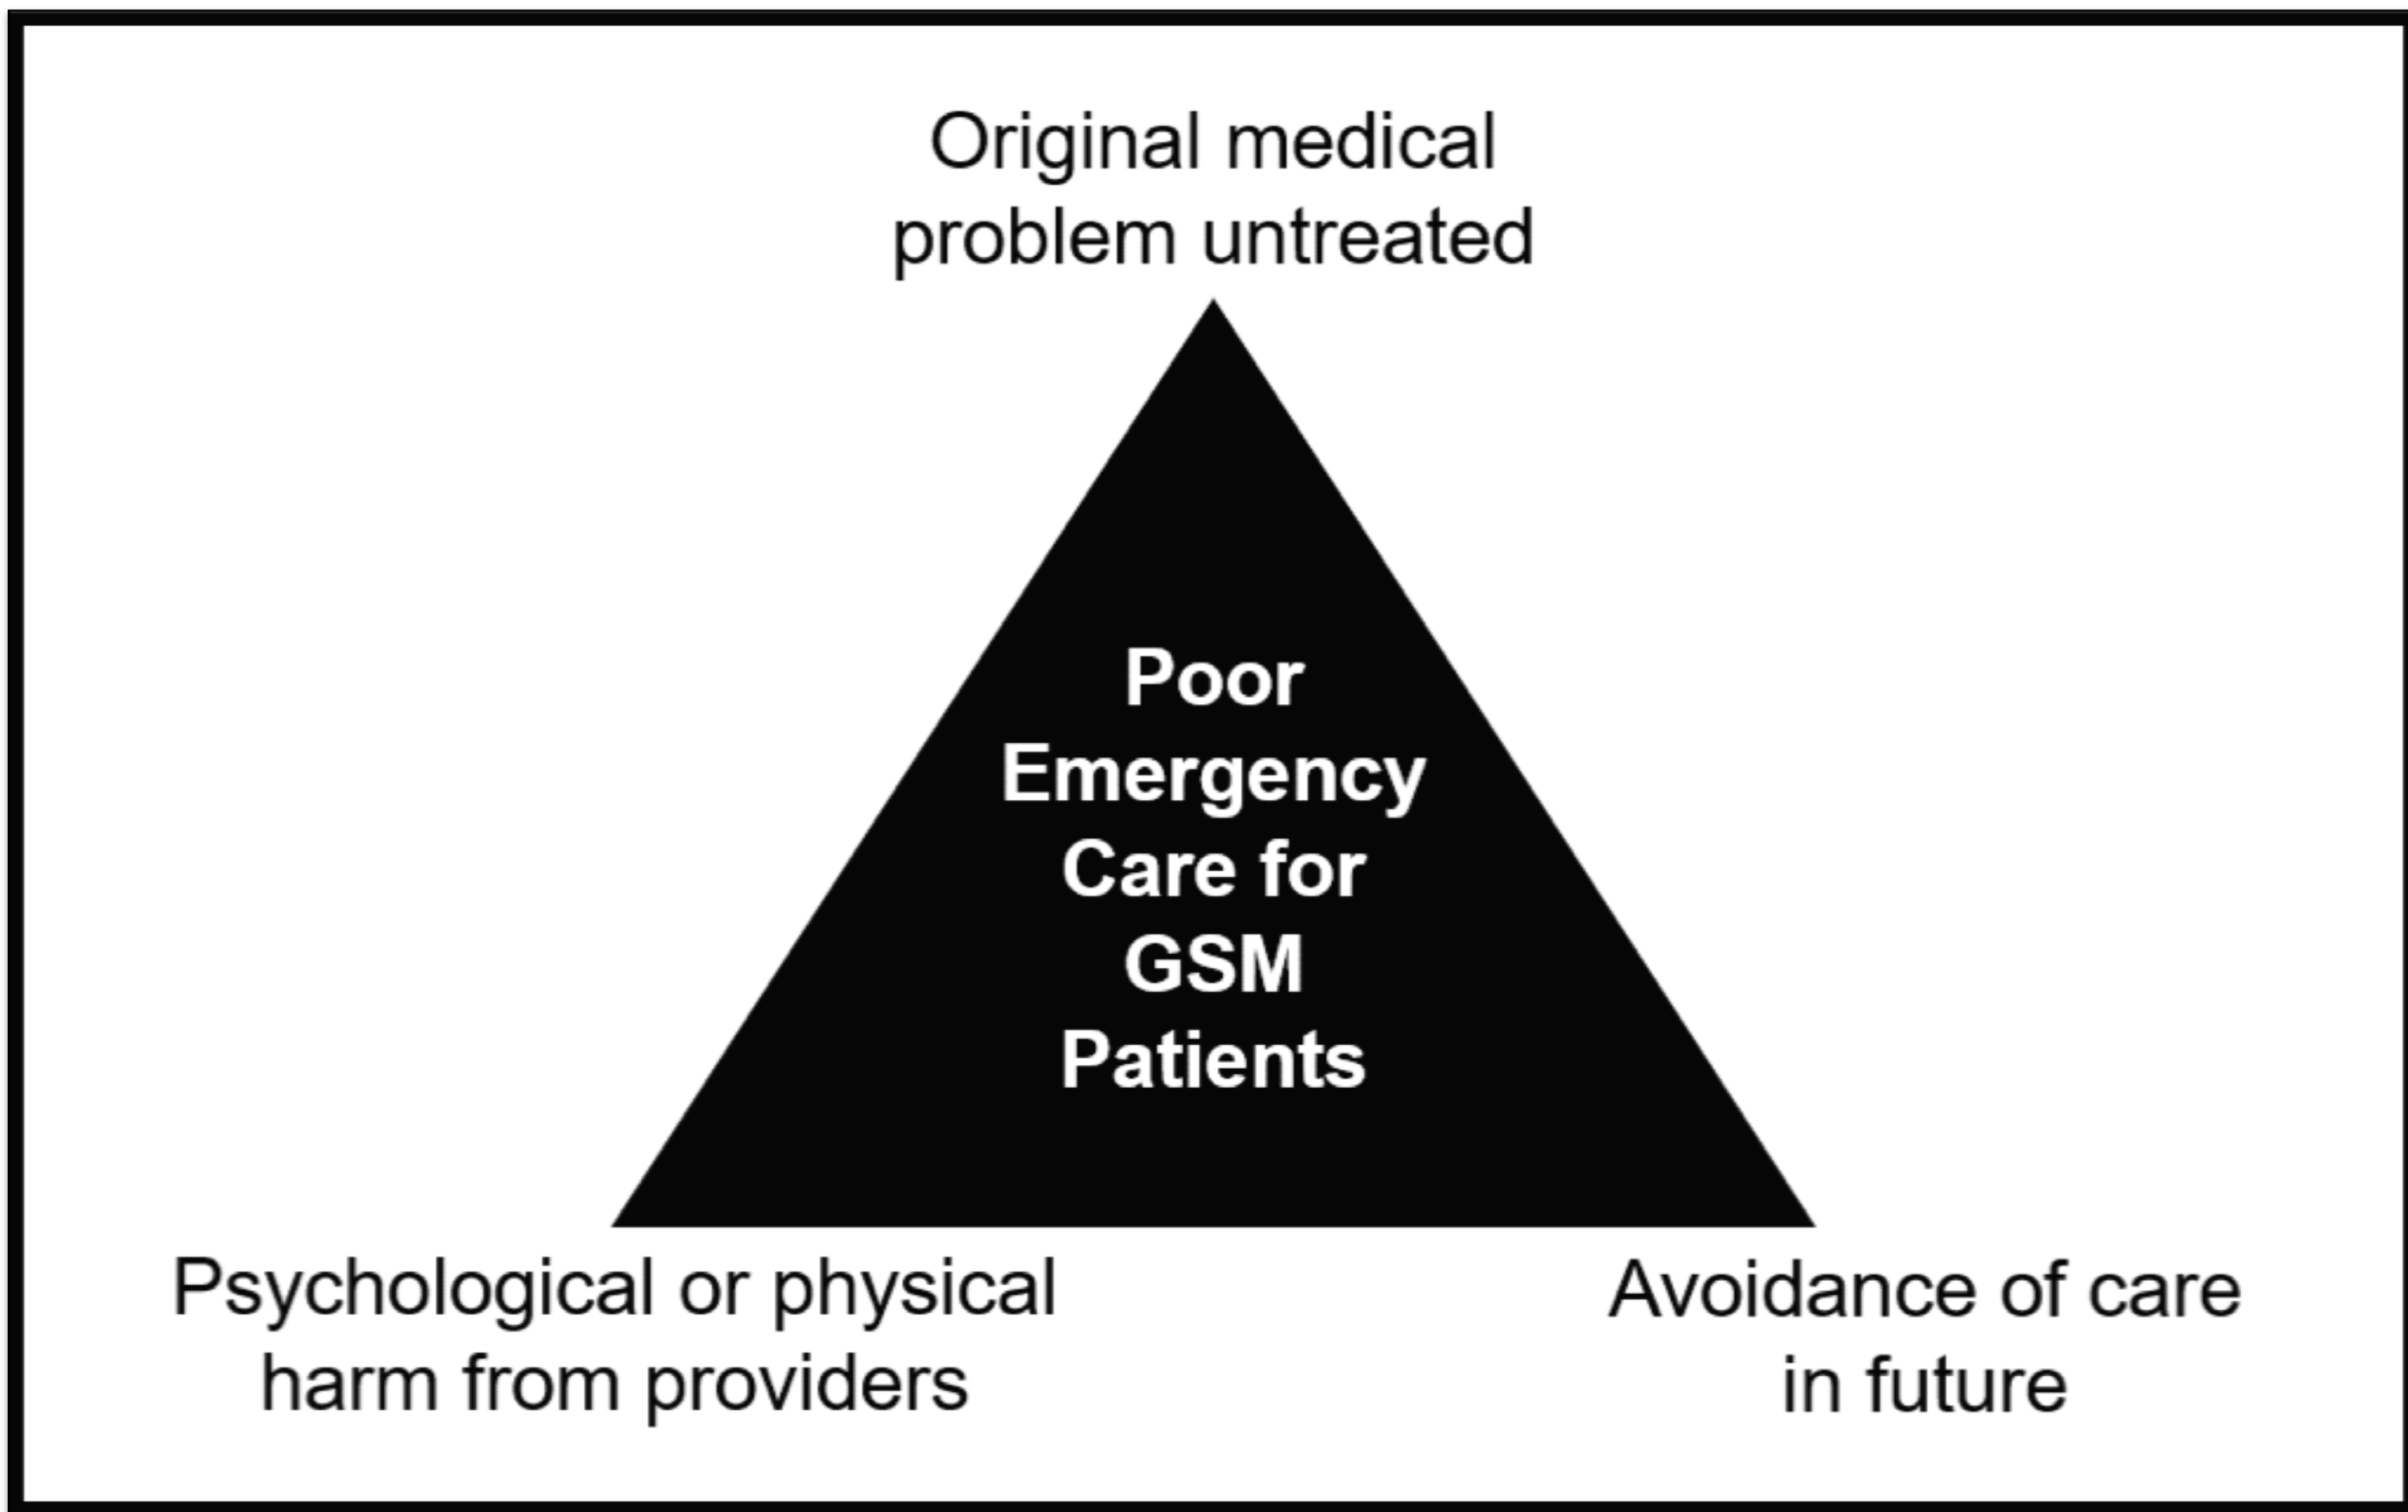 Original medical
problem untreated
Poor
Emergency
Care for
GSM
Patients
Psychological or physical
harm from providers
Avoidance of care
in future